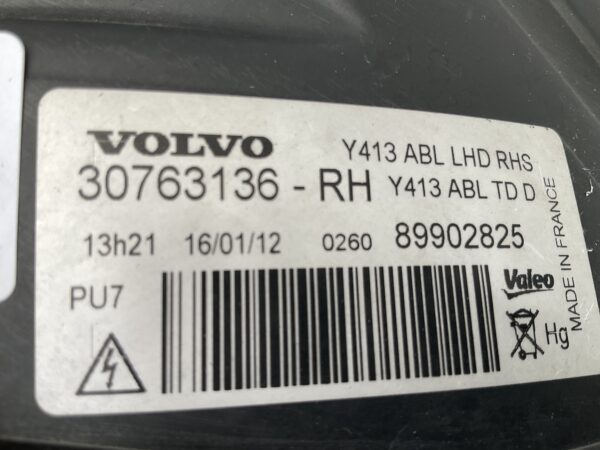 VOLVO Y413 ABL LHD RHS
30763136 - RH Y413 ABL TD D
13h21 16/01/12 0260 89902825
PU7
Valeo
Hg
MADE IN FRANCE